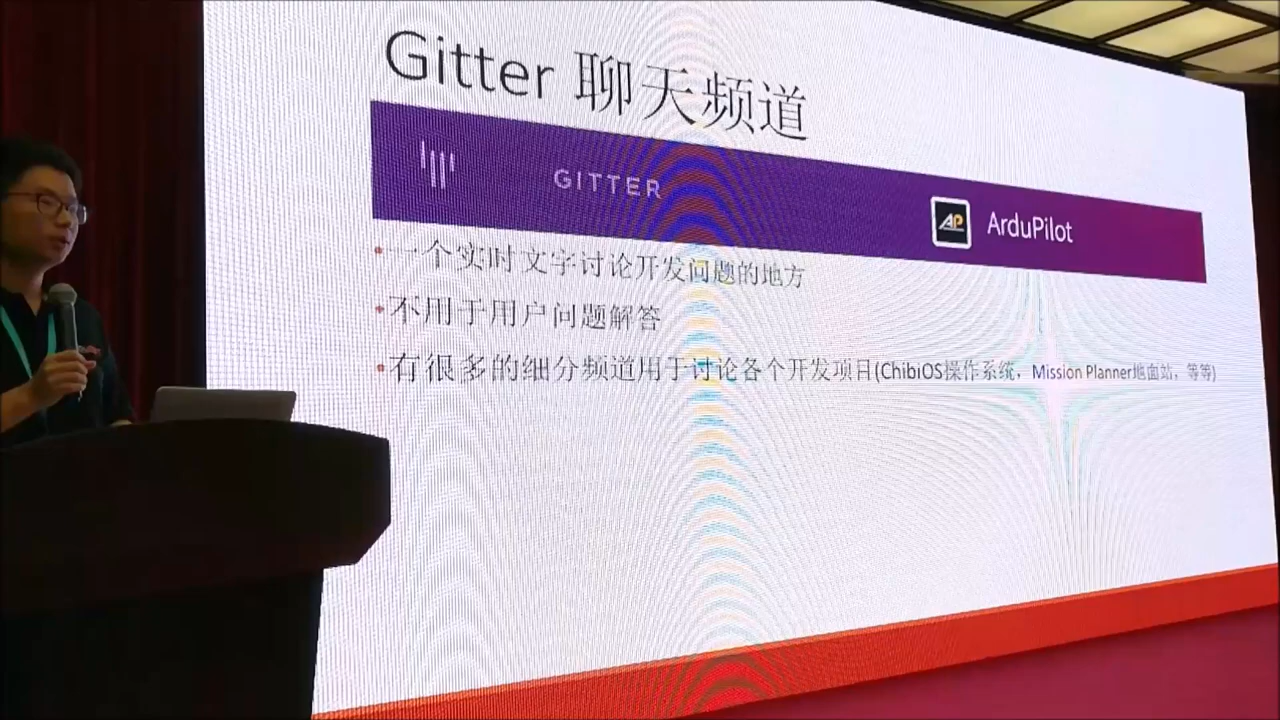 Gitter 聊天频道
GITTER
AP ArduPilot
•一个实时文字讨论开发问题的地方
•不用于用户问题解答
•有很多的细分频道用于讨论各个开发项目(ChibiOS操作系统，Mission Planner地面站，等等)